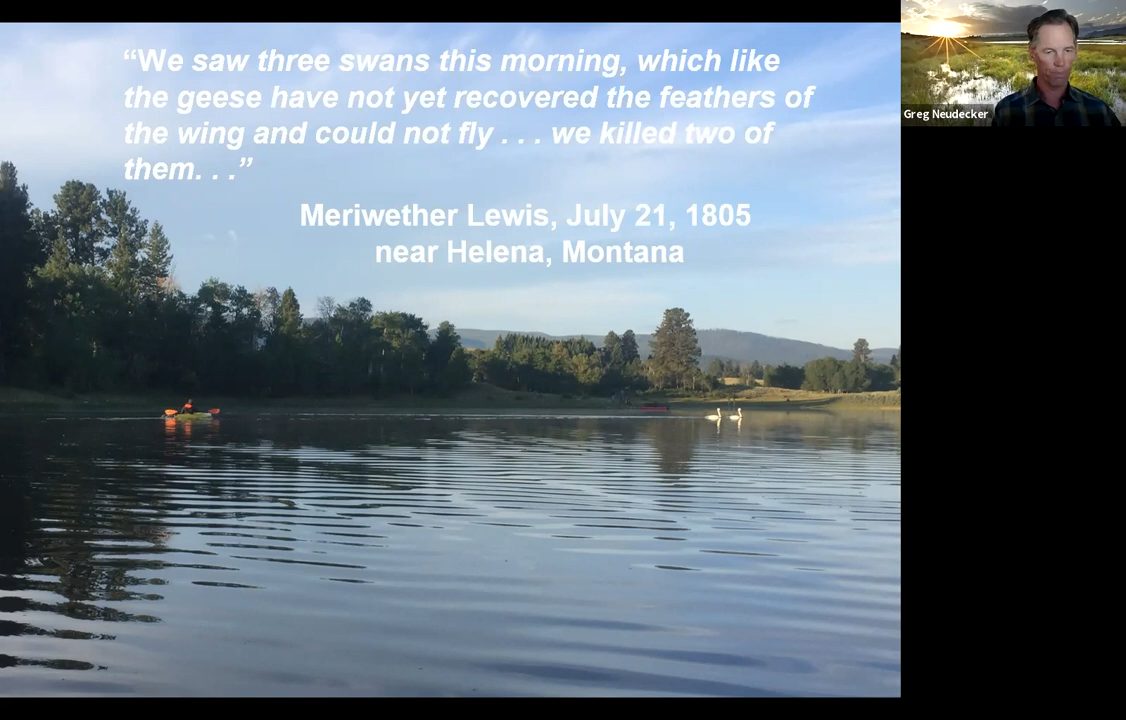 “We saw three swans this morning, which like
the geese have not yet recovered the feathers of
the wing and could not fly . . . we killed two of
them. . .”
Meriwether Lewis, July 21, 1805
near Helena, Montana
Greg Neudecker